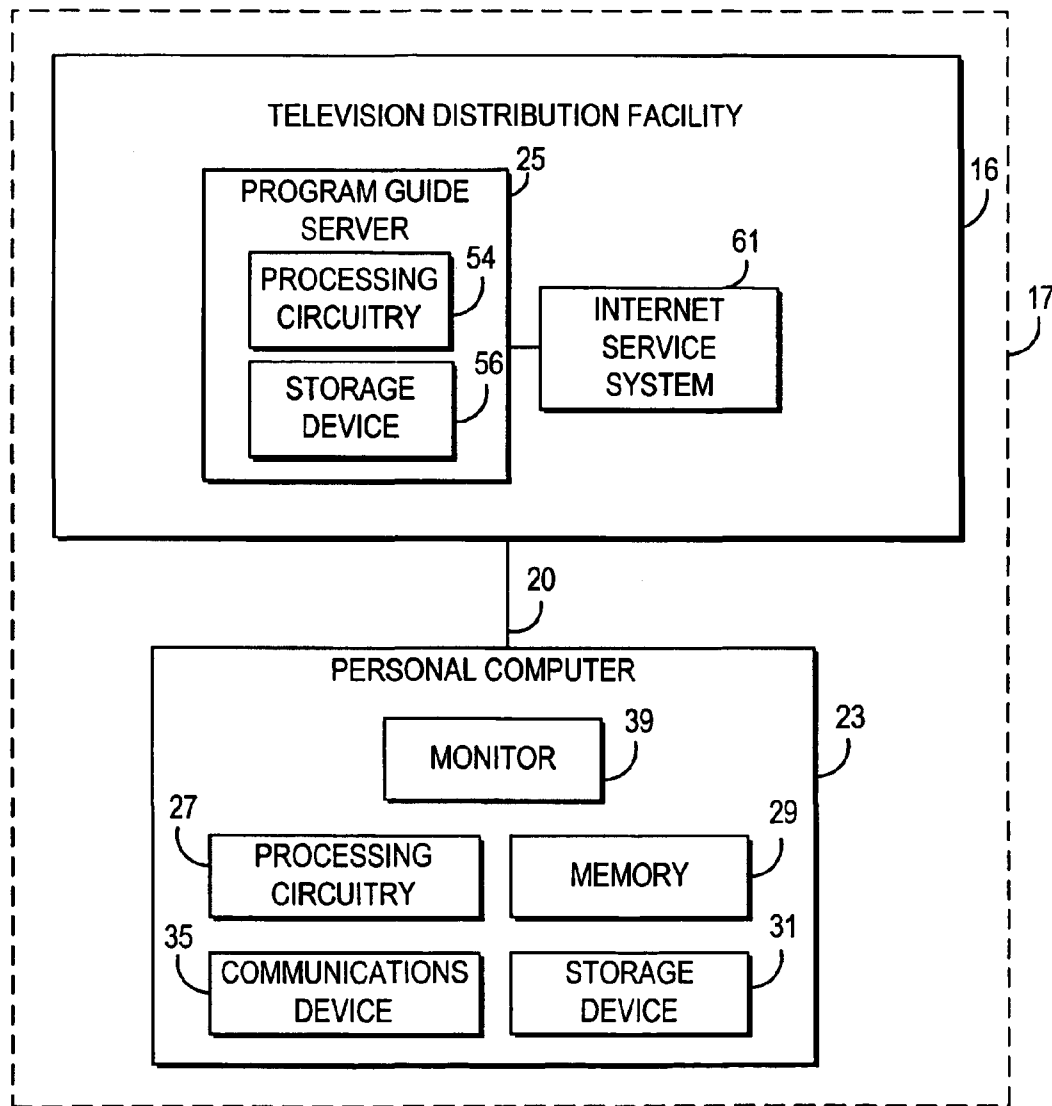 TELEVISION DISTRIBUTION FACILITY
25
PROGRAM GUIDE
SERVER
16
54
PROCESSING
CIRCUITRY
61
INTERNET
SERVICE
SYSTEM
17
56
STORAGE
DEVICE
20
PERSONAL COMPUTER
23
MONITOR
39
27
PROCESSING
CIRCUITRY
29
MEMORY
35
COMMUNICATIONS
DEVICE
31
STORAGE
DEVICE